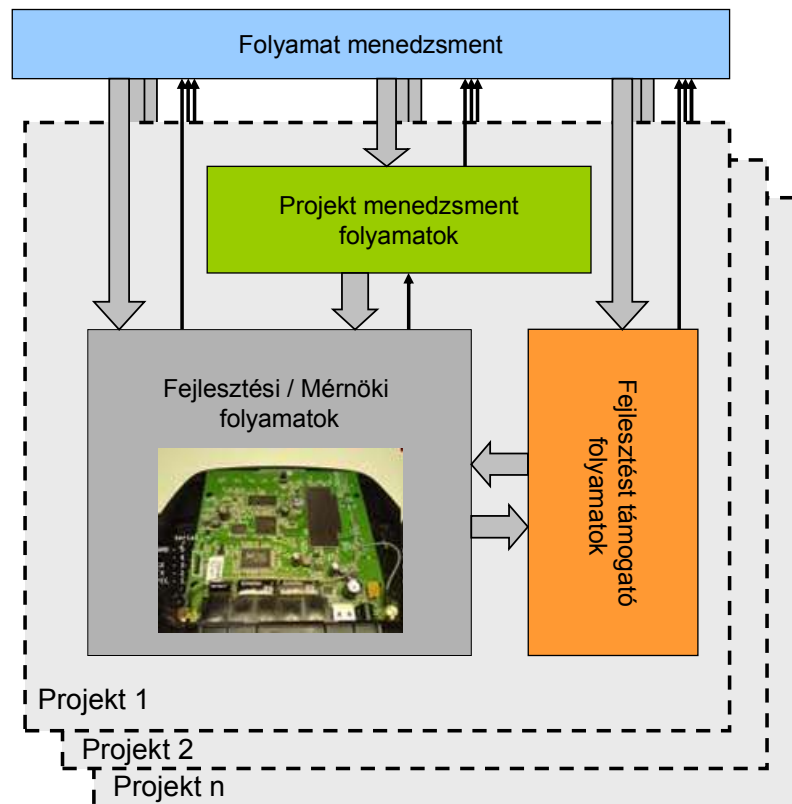 Folyamat menedzsment
Projekt menedzsment
folyamatok
Fejlesztési / Mérnöki
folyamatok
Fejlesztést támogató
folyamatok
Projekt 1
Projekt 2
Projekt n